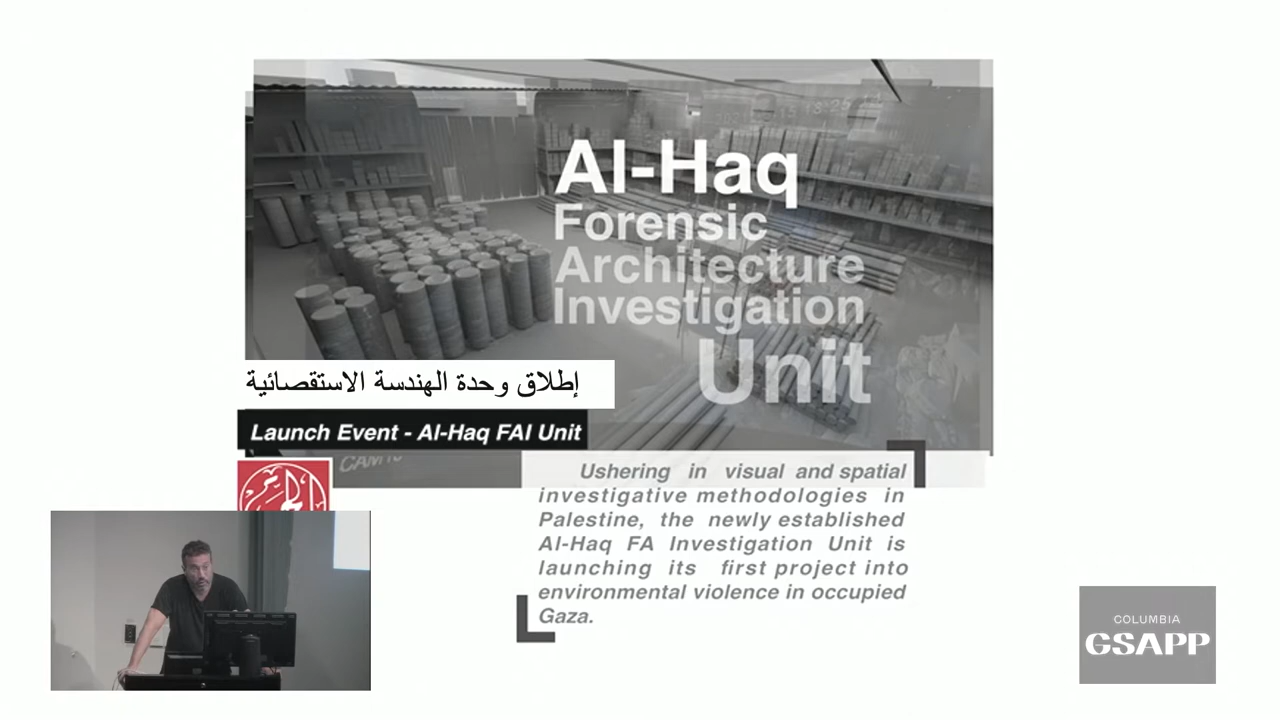 Al-Haq
Forensic
Architecture
Investigation
Unit
إطلاق وحدة الهندسة الاستقصائية
Launch Event - Al-Haq FAI Unit
Ushering in visual and spatial
investigative methodologies in
Palestine, the newly established
Al-Haq FA Investigation Unit is
launching its first project into
environmental violence in occupied
Gaza.
COLUMBIA
GSAPP